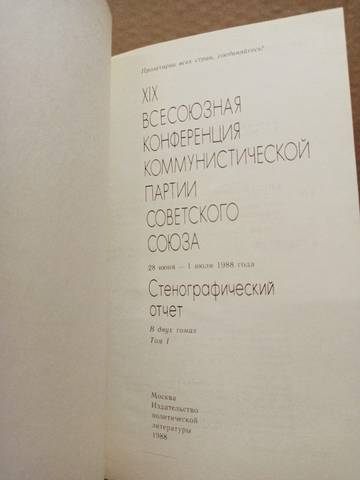 Пролетарии всех стран, соединяйтесь!
XIX
ВСЕСОЮЗНАЯ
КОНФЕРЕНЦИЯ
КОММУНИСТИЧЕСКОЙ
ПАРТИИ
СОВЕТСКОГО
СОЮЗА
28 июня — 1 июля 1988 года
Стенографический
отчет
В двух томах
Том 1
Москва
Издательство
политической
литературы
1988